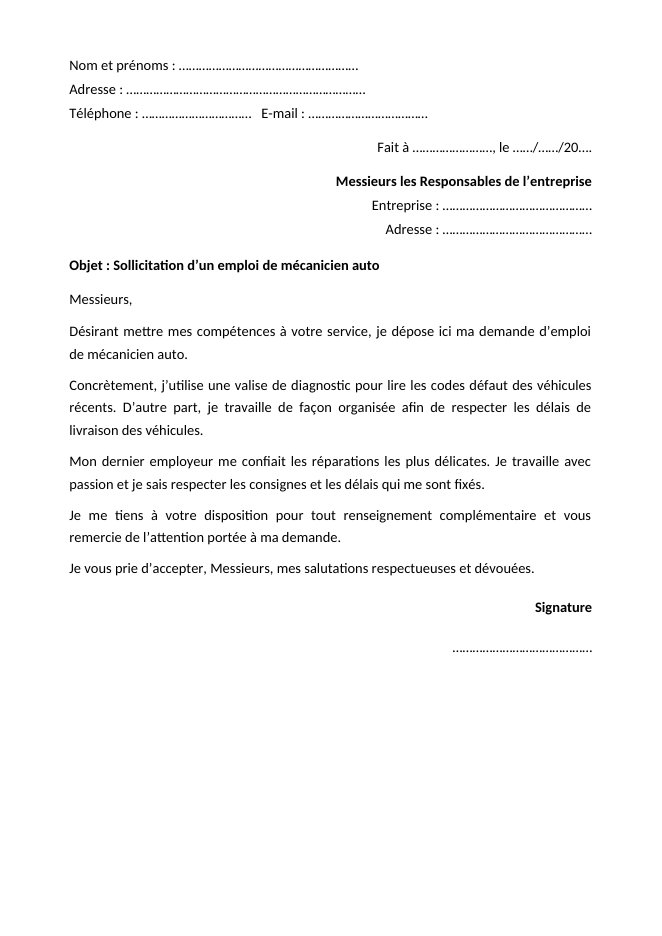 Nom et prénoms : ………………………………………………
Adresse : ………………………………………………………………
Téléphone : ……………………………  E-mail : ………………………………
Fait à ……………………, le ……/……/20….
Messieurs les Responsables de l’entreprise
Entreprise : ………………………………………
Adresse : ………………………………………
Objet : Sollicitation d’un emploi de mécanicien auto
Messieurs,
Désirant mettre mes compétences à votre service, je dépose ici ma demande d’emploi
de mécanicien auto.
Concrètement, j’utilise une valise de diagnostic pour lire les codes défaut des véhicules
récents. D’autre part, je travaille de façon organisée afin de respecter les délais de
livraison des véhicules.
Mon dernier employeur me confiait les réparations les plus délicates. Je travaille avec
passion et je sais respecter les consignes et les délais qui me sont fixés.
Je me tiens à votre disposition pour tout renseignement complémentaire et vous
remercie de l’attention portée à ma demande.
Je vous prie d’accepter, Messieurs, mes salutations respectueuses et dévouées.
Signature
……………………………………